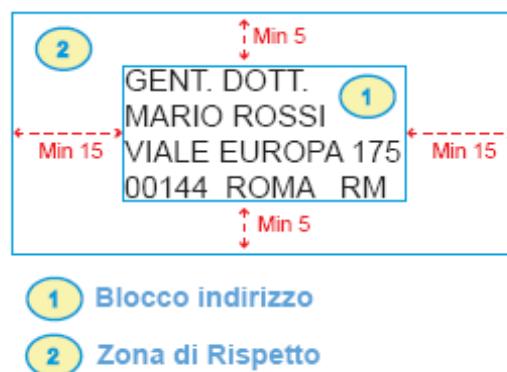 2
Min 5
GENT. DOTT.
1
MARIO ROSSI
Min 15
VIALE EUROPA 175
Min 15
00144 ROMA RM
Min 5
1 Blocco indirizzo
2 Zona di Rispetto